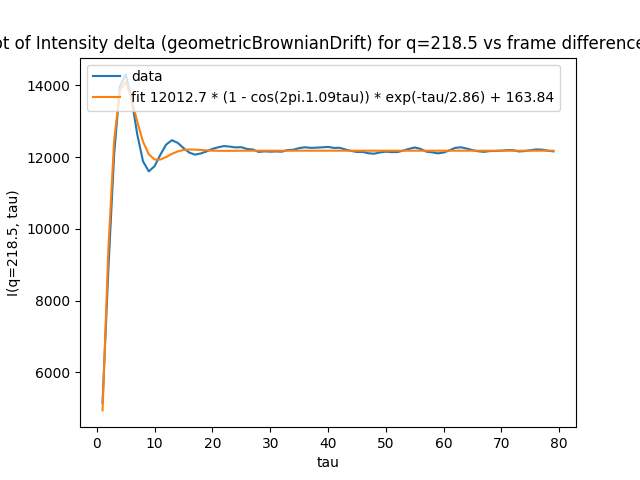 ot of Intensity delta (geometricBrownianDrift) for q=218.5 vs frame difference
data
fit 12012.7 * (1 - cos(2pi.1.09tau)) * exp(-tau/2.86) + 163.84
14000
12000
10000
8000
6000
I(q=218.5, tau)
0 10 20 30 40 50 60 70 80
tau